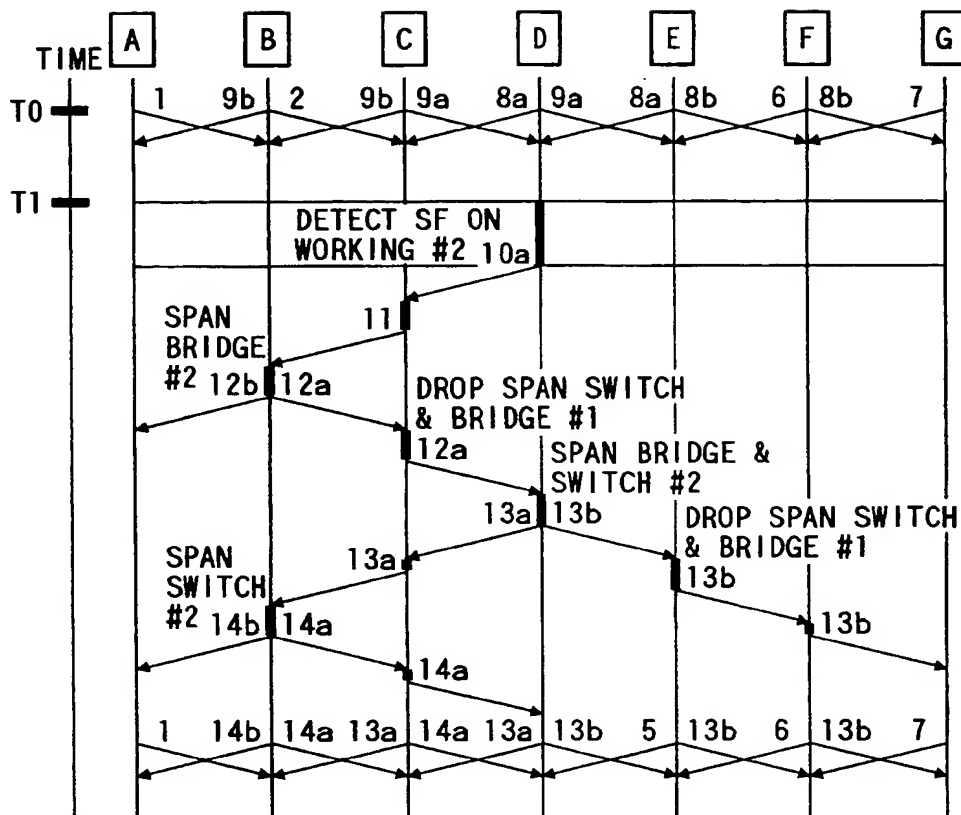 A B C D E F G
TIME
T0 1 9b 2 9b 9a 8a 9a 8a 8b 6 8b 7
T1
DETECT SF ON
WORKING #2 10a
11
SPAN
BRIDGE
#2 12b 12a
DROP SPAN SWITCH
& BRIDGE #1
12a
SPAN BRIDGE &
SWITCH #2
13a 13b
DROP SPAN SWITCH
& BRIDGE #1
13a
13b
SPAN
SWITCH
#2 14b 14a
13b
14a
1 14b 14a 13a 14a 13a 13b 5 13b 6 13b 7